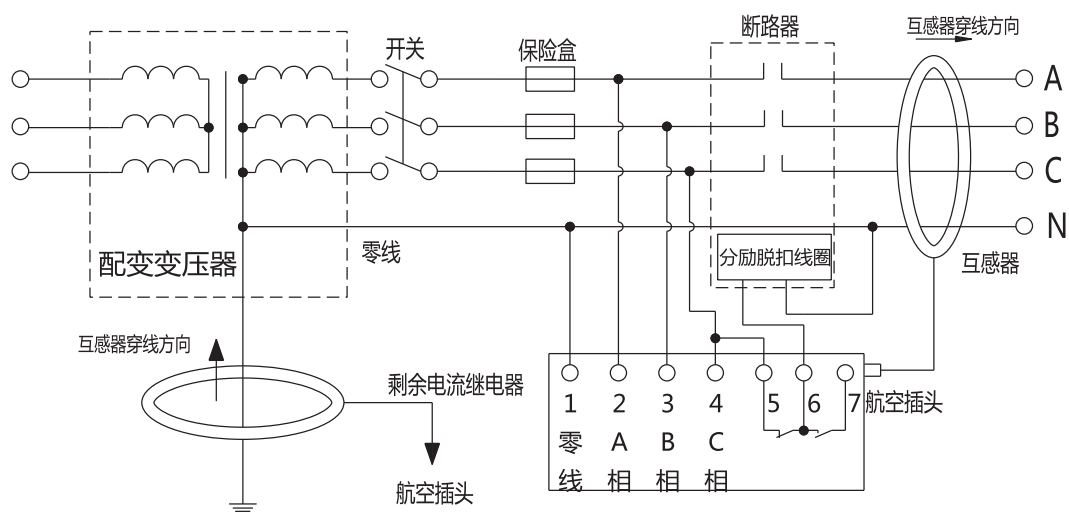 互感器穿线方向
断路器
开关
保险盒
A
B
C
N
零线
配变变压器
分励脱扣线圈
互感器
互感器穿线方向
剩余电流继电器
航空插头
1 2 3 4 5 6 7
航空插头
零 A B C
线 相 相 相